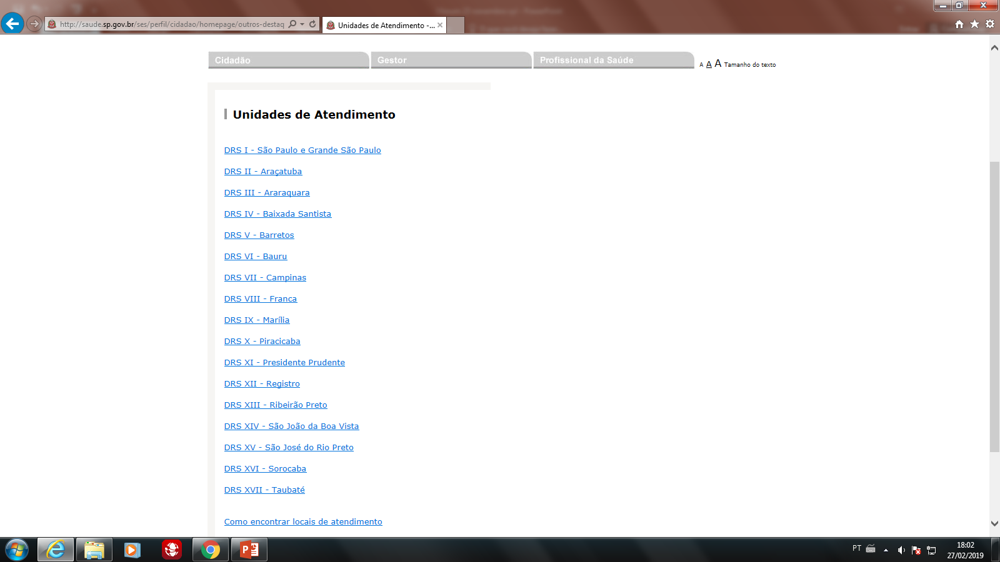 http://saude.sp.gov.br/ses/perfil/cidadao/homepage/outros-destaq
Unidades de Atendimento -...
Cidadão
Gestor
Profissional da Saúde
A A A Tamanho do texto
Unidades de Atendimento
DRS I - São Paulo e Grande São Paulo
DRS II - Araçatuba
DRS III - Araraquara
DRS IV - Baixada Santista
DRS V - Barretos
DRS VI - Bauru
DRS VII - Campinas
DRS VIII - Franca
DRS IX - Marília
DRS X - Piracicaba
DRS XI - Presidente Prudente
DRS XII - Registro
DRS XIII - Ribeirão Preto
DRS XIV - São João da Boa Vista
DRS XV - São José do Rio Preto
DRS XVI - Sorocaba
DRS XVII - Taubaté
Como encontrar locais de atendimento
PT
18:02
27/02/2019